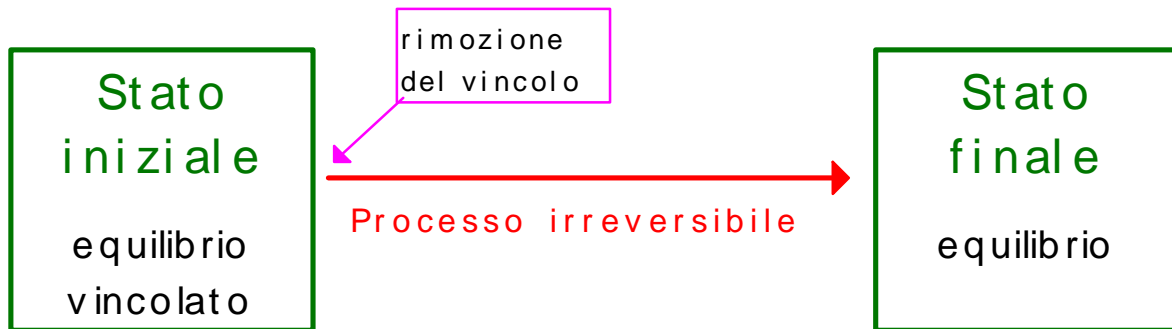 Stato
iniziale
equilibrio
vincolato
rimozione
del vincolo
Processo irreversibile
Stato
finale
equilibrio